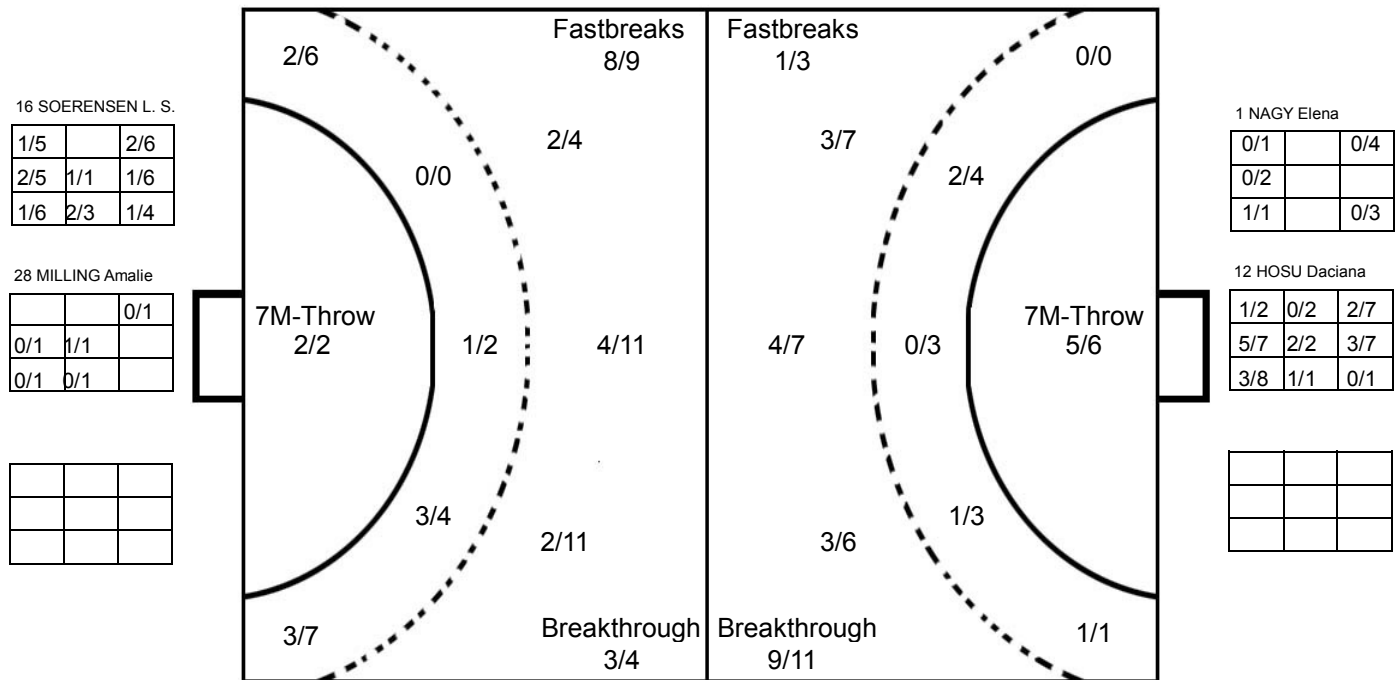 Fastbreaks Fastbreaks
2/6 8/9 1/3 0/0
16 SOERENSEN L. S.
1/5 2/6
2/5 1/1 1/6
1/6 2/3 1/4
2/4 3/7
0/0 2/4
1 NAGY Elena
0/1 0/4
0/2
1/1 0/3
28 MILLING Amalie
0/1
0/1 1/1
0/1 0/1
7M-Throw
2/2 1/2 4/11 4/7 0/3
7M-Throw
5/6
12 HOSU Daciana
1/2 0/2 2/7
5/7 2/2 3/7
3/8 1/1 0/1
3/4 1/3
2/11 3/6
3/7 1/1
Breakthrough Breakthrough
3/4 9/11